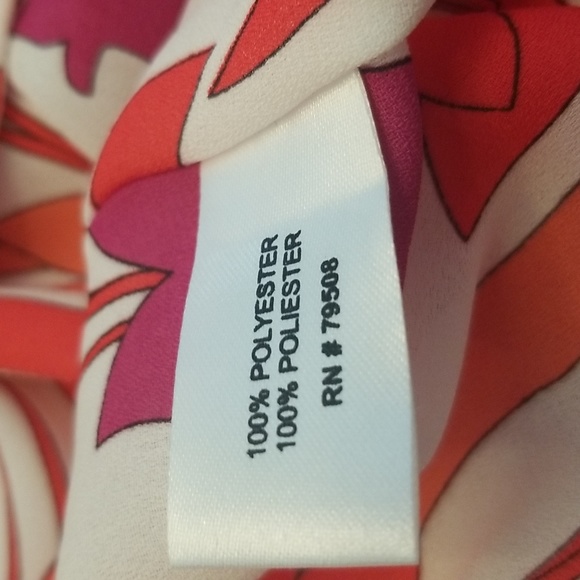 100% POLYESTER
100% POLIESTER
RN # 79508